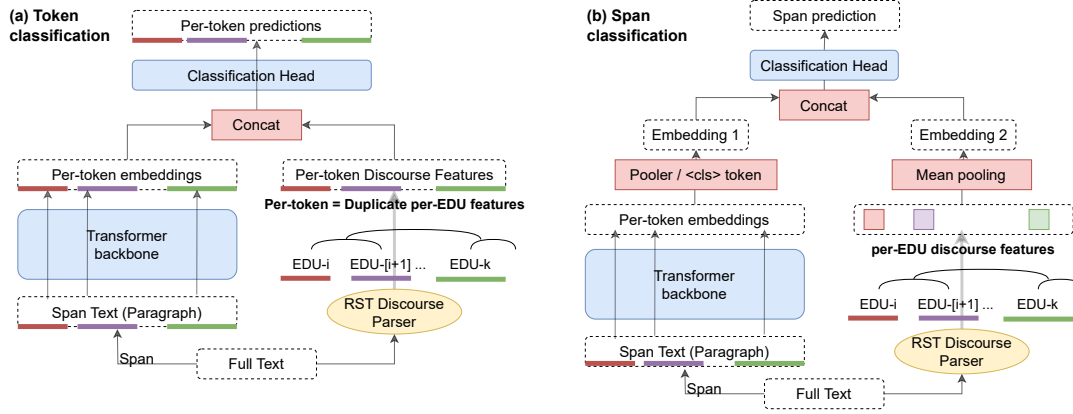 (a) Token
classification
Per-token predictions
Classification Head
Concat
Per-token embeddings
Per-token Discourse Features
Per-token = Duplicate per-EDU features
Transformer
backbone
EDU-i
EDU-[i+1] ...
EDU-k
RST Discourse
Parser
Span Text (Paragraph)
Span
Full Text
(b) Span
classification
Span prediction
Classification Head
Concat
Embedding 1
Embedding 2
Pooler / <cls> token
Mean pooling
Per-token embeddings
per-EDU discourse features
Transformer
backbone
EDU-i
EDU-[i+1] ...
EDU-k
RST Discourse
Parser
Span Text (Paragraph)
Span
Full Text